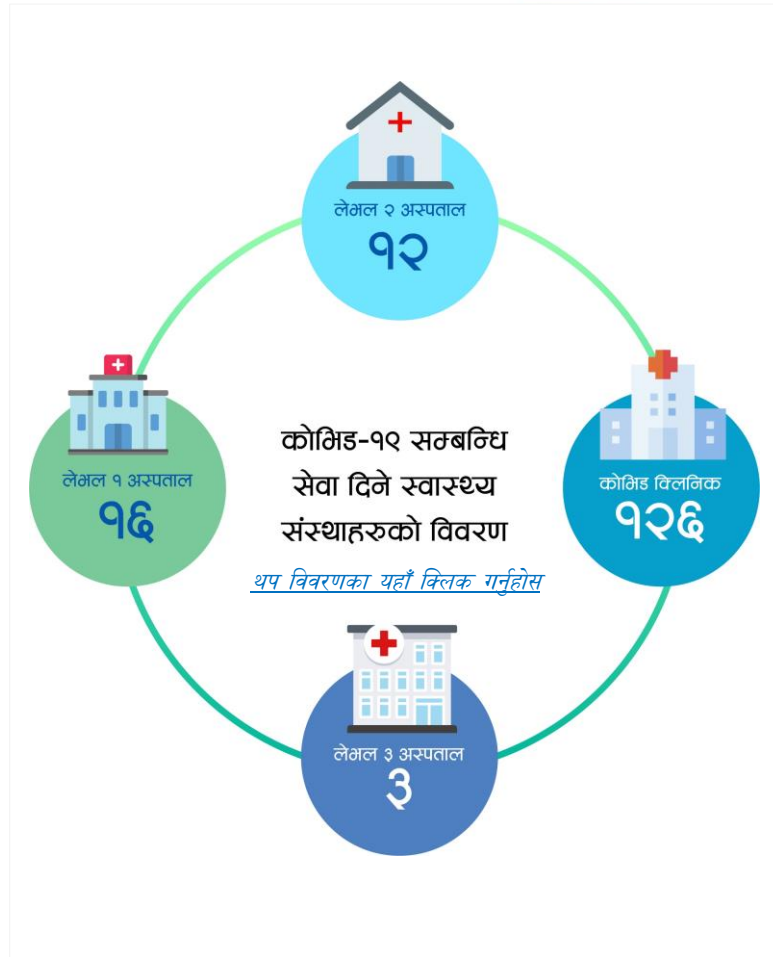 लेभल २ अस्पताल
१२
लेभल १ अस्पताल
१६
कोभिड-१९ सम्बन्धि
सेवा दिने स्वास्थ्य
संस्थाहरुको विवरण
थप विवरणका यहाँ क्लिक गर्नुहोस
कोभिड क्लिनिक
१२६
लेभल ३ अस्पताल
३